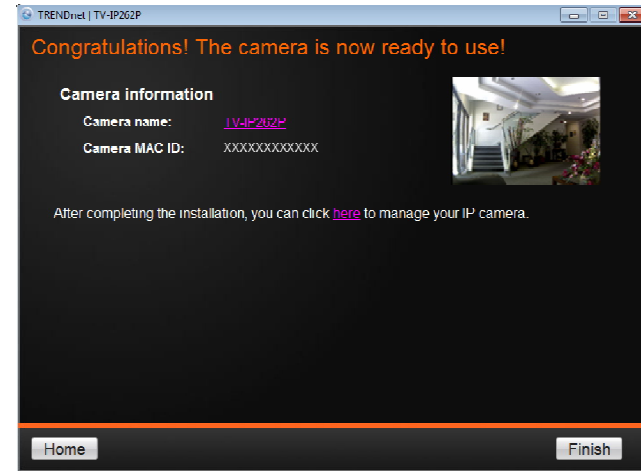 TRENDnet | TV-IP262P
Congratulations! The camera is now ready to use!
Camera information
Camera name: TV-IP262P
Camera MAC ID: XXXXXXXXXXXX
After completing the installation, you can click here to manage your IP camera.
Home Finish